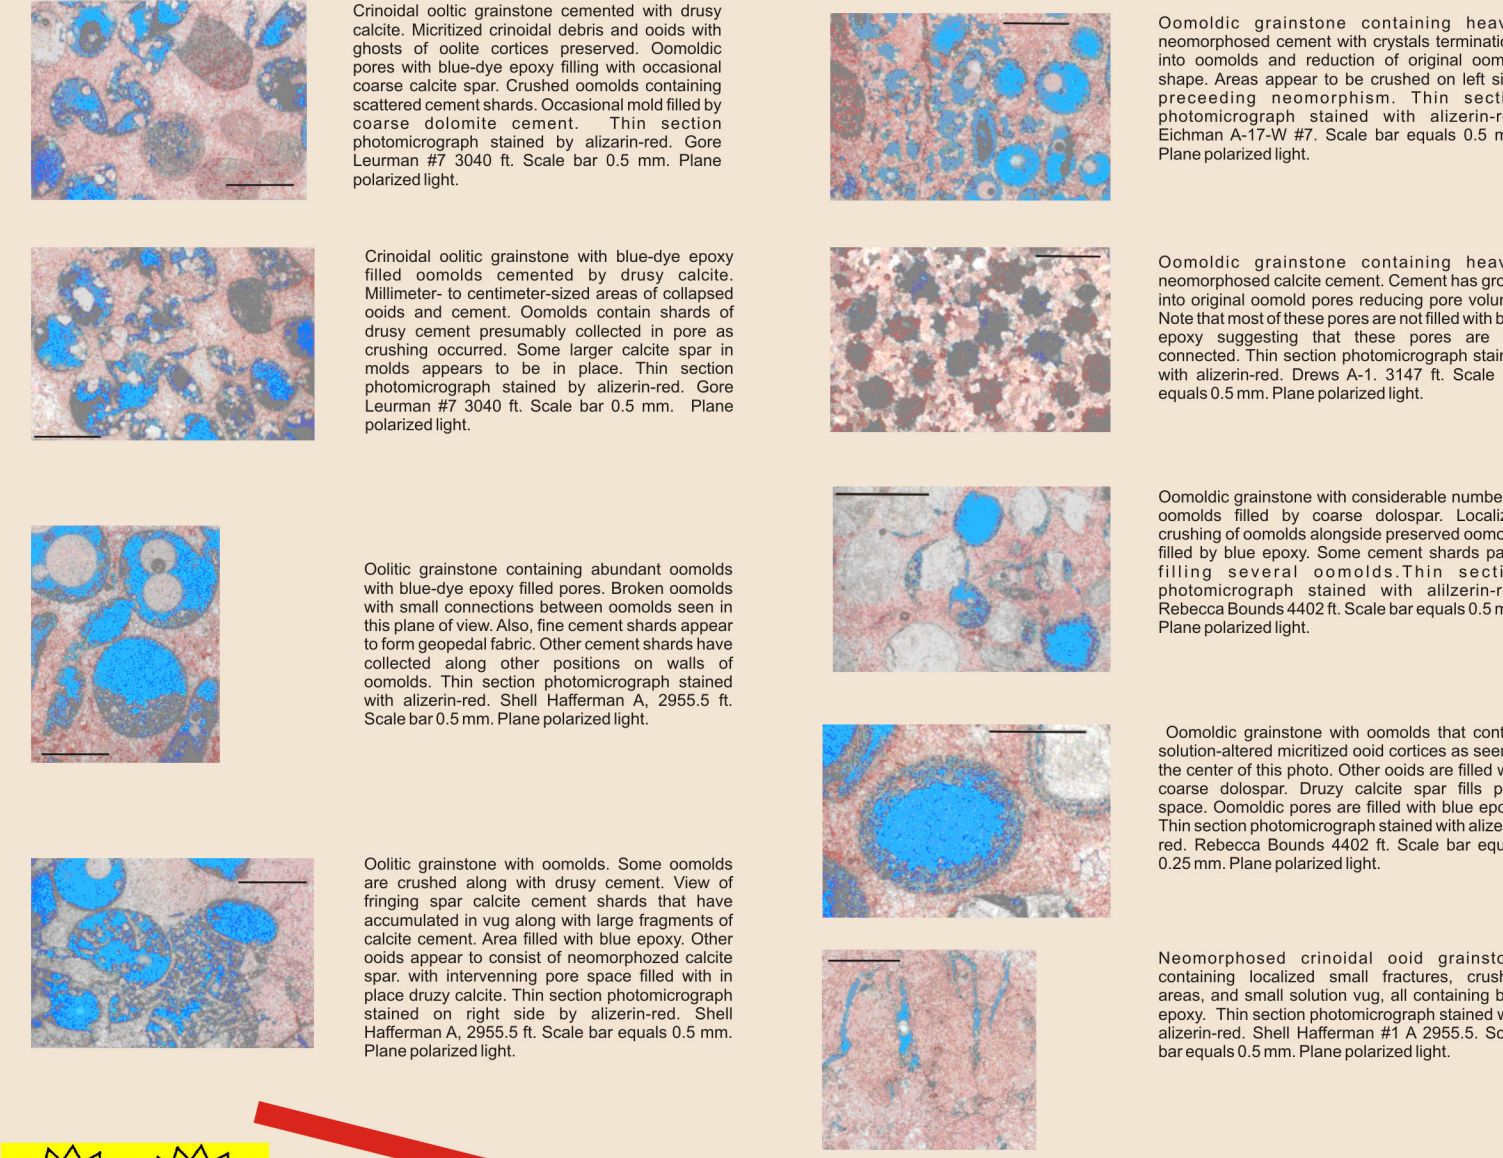 Crinoidal ooltic grainstone cemented with drusy
calcite. Micritized crinoidal debris and ooids with
ghosts of oolite cortices preserved. Oomoldic
pores with blue-dye epoxy filling with occasional
coarse calcite spar. Crushed oomolds containing
scattered cement shards. Occasional mold filled by
coarse dolomite cement. Thin section
photomicrograph stained by alizarin-red. Gore
Leurman #7 3040 ft. Scale bar 0.5 mm. Plane
polarized light.
Crinoidal oolitic grainstone with blue-dye epoxy
filled oomolds cemented by drusy calcite.
Millimeter- to centimeter-sized areas of collapsed
ooids and cement. Oomolds contain shards of
drusy cement presumably collected in pore as
crushing occurred. Some larger calcite spar in
molds appears to be in place. Thin section
photomicrograph stained by alizerin-red. Gore
Leurman #7 3040 ft. Scale bar 0.5 mm. Plane
polarized light.
Oolitic grainstone containing abundant oomolds
with blue-dye epoxy filled pores. Broken oomolds
with small connections between oomolds seen in
this plane of view. Also, fine cement shards appear
to form geopedal fabric. Other cement shards have
collected along other positions on walls of
oomolds. Thin section photomicrograph stained
with alizerin-red. Shell Hafferman A, 2955.5 ft.
Scale bar 0.5 mm. Plane polarized light.
Oolitic grainstone with oomolds. Some oomolds
are crushed along with drusy cement. View of
fringing spar calcite cement shards that have
accumulated in vug along with large fragments of
calcite cement. Area filled with blue epoxy. Other
ooids appear to consist of neomorphozed calcite
spar. with intervenning pore space filled with in
place druzy calcite. Thin section photomicrograph
stained on right side by alizerin-red. Shell
Hafferman A, 2955.5 ft. Scale bar equals 0.5 mm.
Plane polarized light.
Oomoldic grainstone containing heav
neomorphosed cement with crystals terminatio
into oomolds and reduction of original oom
shape. Areas appear to be crushed on left si
preceeding neomorphism. Thin secti
photomicrograph stained with alizerin-r
Eichman A-17-W #7. Scale bar equals 0.5 m
Plane polarized light.
Oomoldic grainstone containing heav
neomorphosed calcite cement. Cement has gro
into original oomold pores reducing pore volu
Note that most of these pores are not filled with b
epoxy suggesting that these pores are
connected. Thin section photomicrograph stain
with alizerin-red. Drews A-1. 3147 ft. Scale
equals 0.5 mm. Plane polarized light.
Oomoldic grainstone with considerable number
oomolds filled by coarse dolospar. Localiz
crushing of oomolds alongside preserved oomo
filled by blue epoxy. Some cement shards pa
filling several oomolds.Thin secti
photomicrograph stained with alilzerin-r
Rebecca Bounds 4402 ft. Scale bar equals 0.5 m
Plane polarized light.
Oomoldic grainstone with oomolds that cont
solution-altered micritized ooid cortices as seen
the center of this photo. Other ooids are filled w
coarse dolospar. Druzy calcite spar fills p
space. Oomoldic pores are filled with blue epo
Thin section photomicrograph stained with alize
red. Rebecca Bounds 4402 ft. Scale bar equ
0.25 mm. Plane polarized light.
Neomorphosed crinoidal ooid grainsto
containing localized small fractures, crush
areas, and small solution vug, all containing b
epoxy. Thin section photomicrograph stained w
alizerin-red. Shell Hafferman #1 A 2955.5. Sc
bar equals 0.5 mm. Plane polarized light.